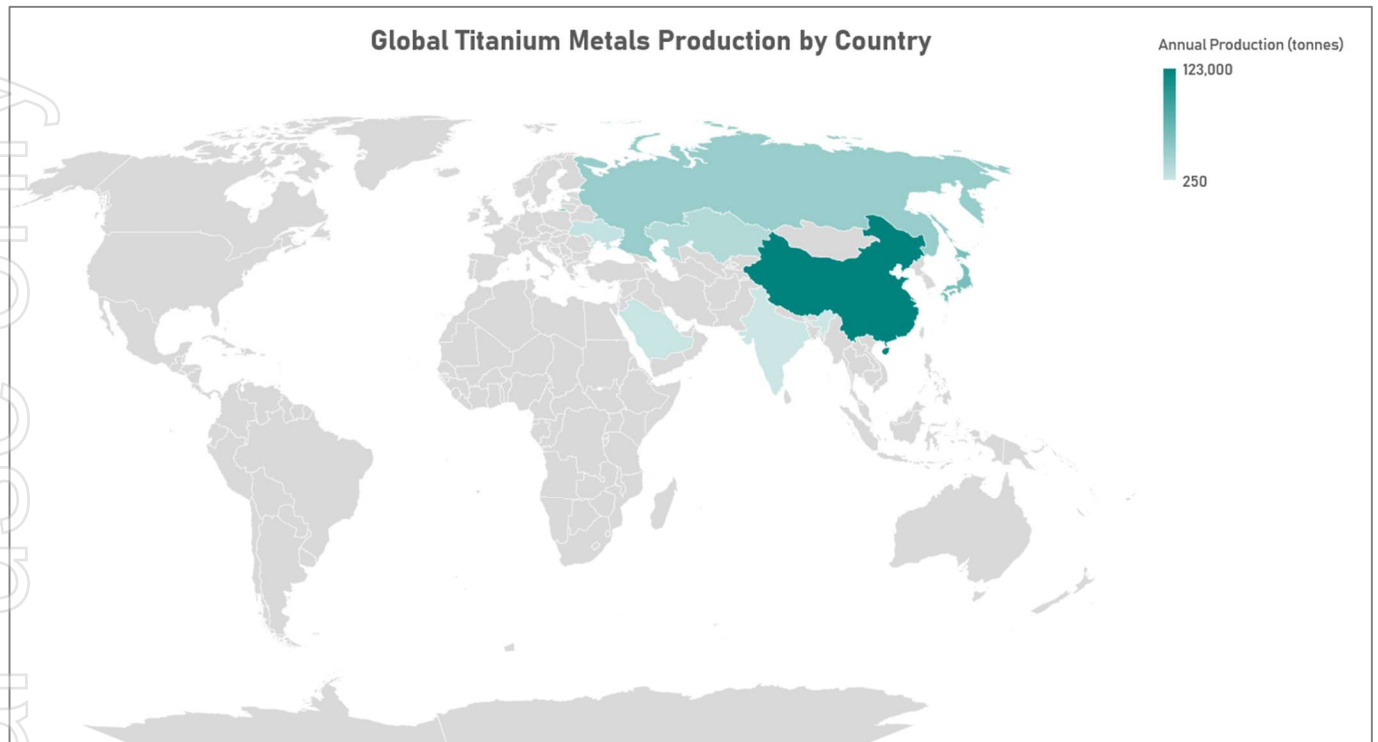 Global Titanium Metals Production by Country
Annual Production (tonnes)
123,000
250